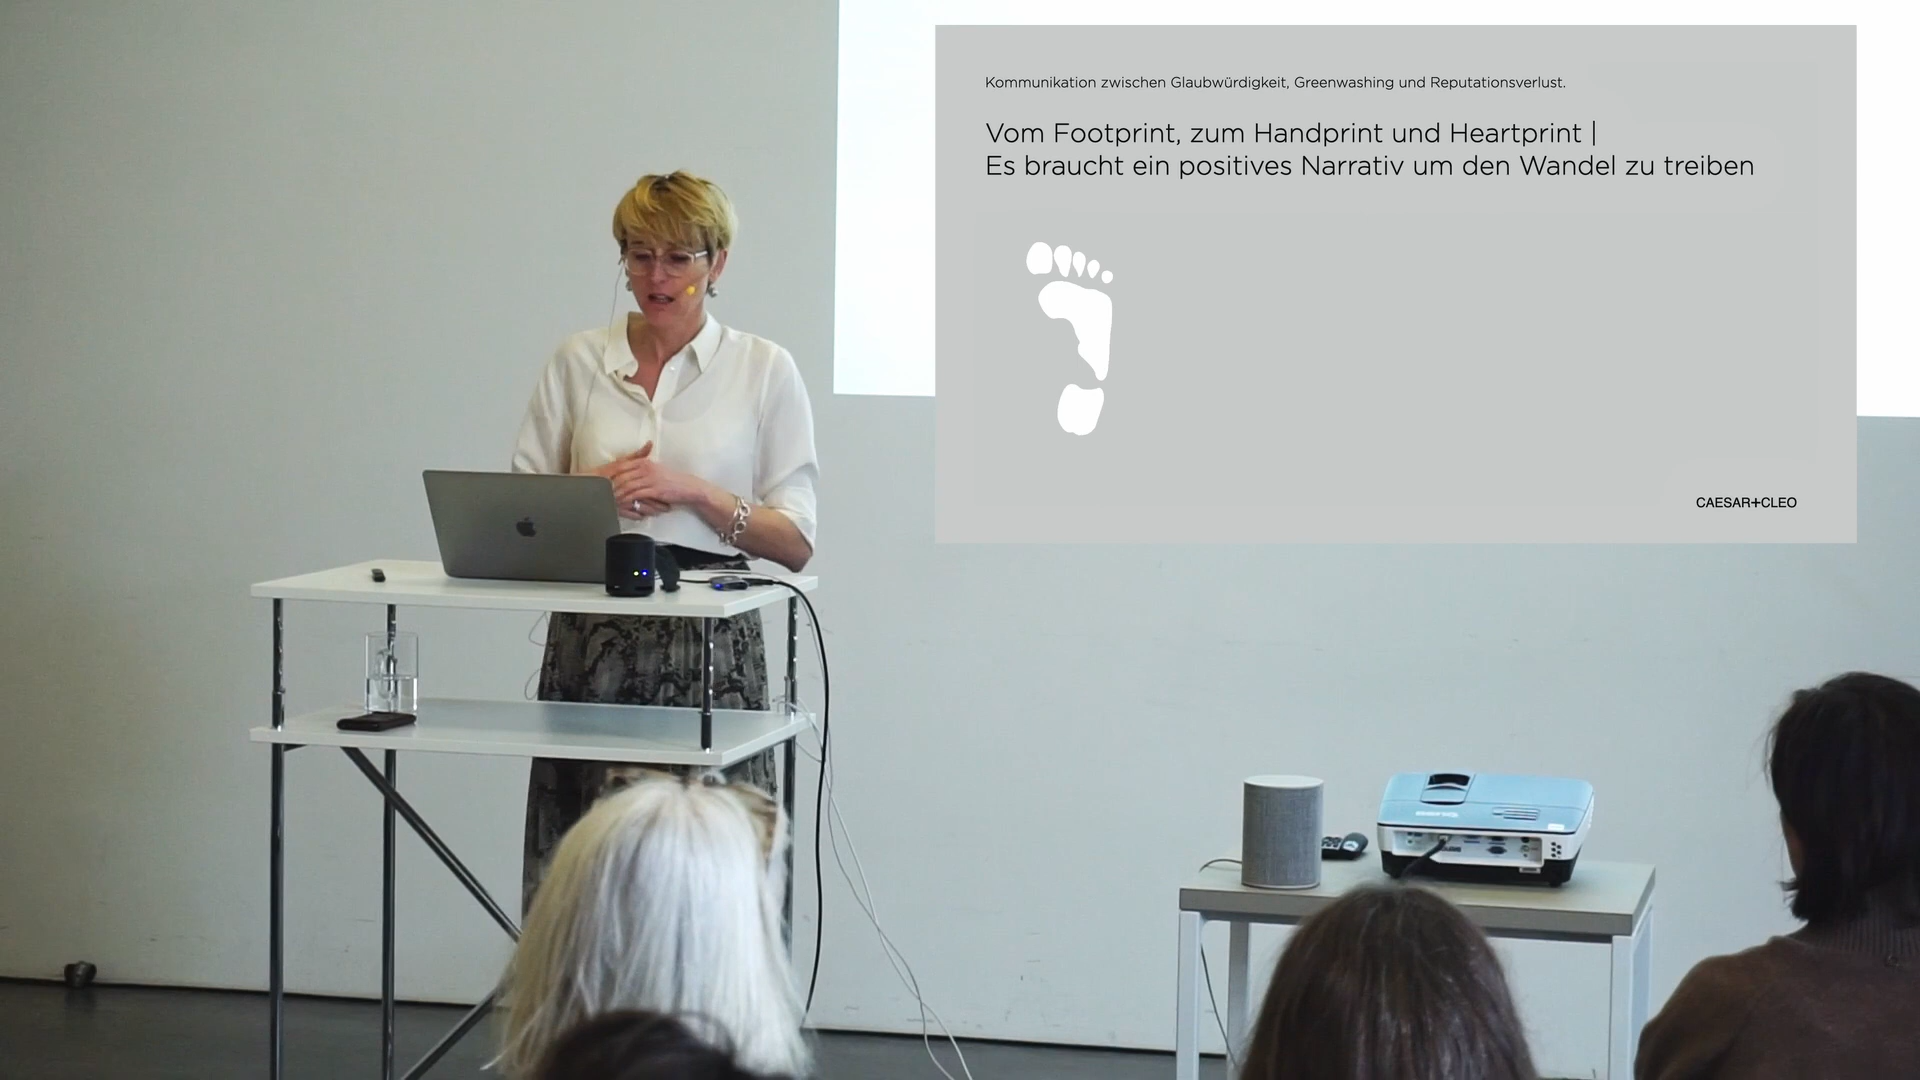 Kommunikation zwischen Glaubwürdigkeit, Greenwashing und Reputationsverlust.
Vom Footprint, zum Handprint und Heartprint |
Es braucht ein positives Narrativ um den Wandel zu treiben
CAESAR+CLEO